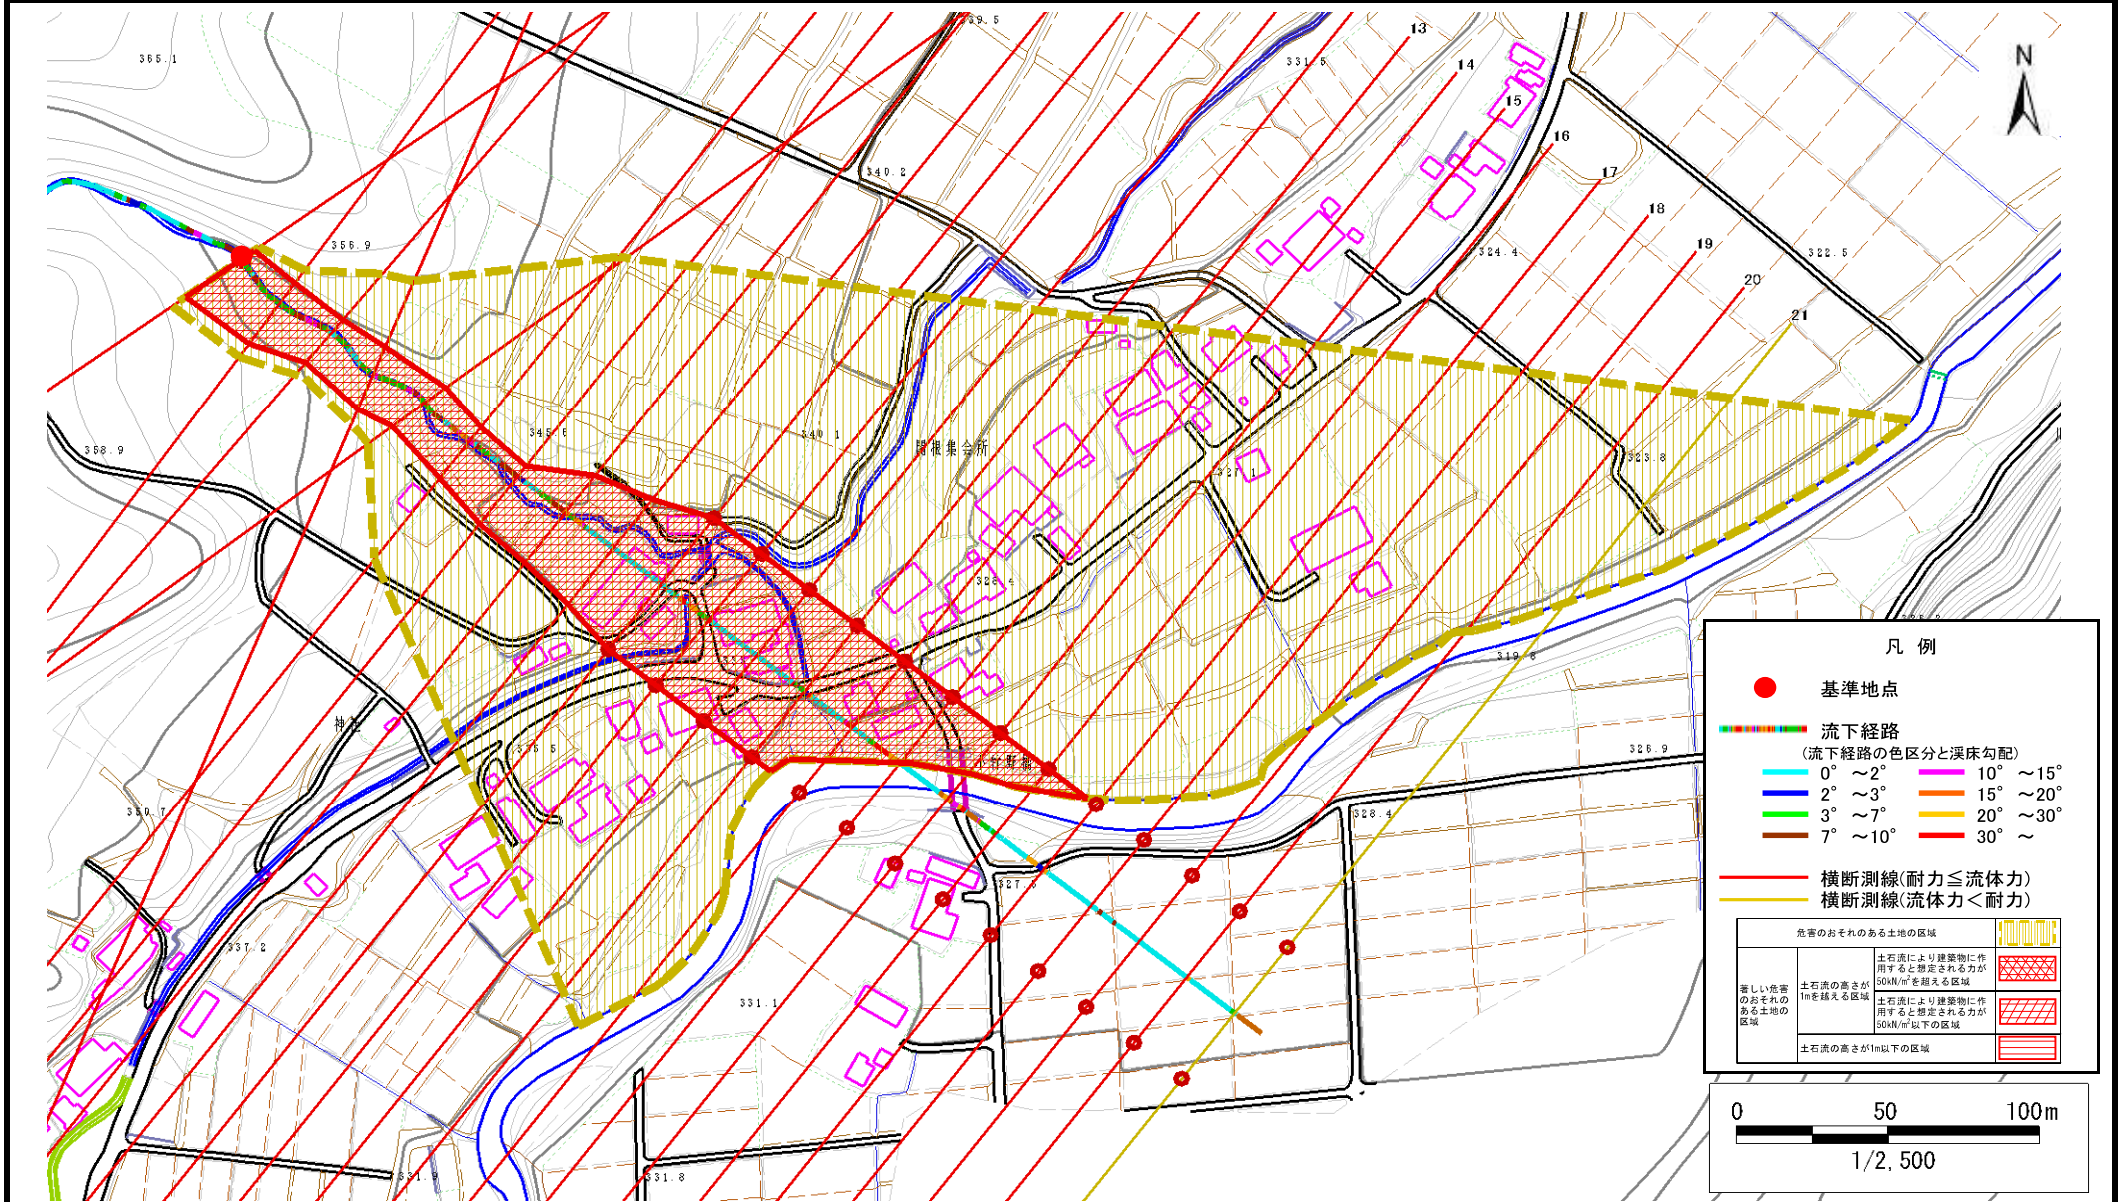 339.5
13
365.1
331.5
14
N
15
16
340.2
17
18
356.9
19
324.4
322.5
20
21
345.6
340.1
関根集会所
358.9
327.1
323.8
328.4
319.8
335.5
326.9
350.7
328.4
337.2
331.1
331.9
331.8
凡 例
基準地点
流下経路
(流下経路の色区分と渓床勾配)
0° ～2°
10° ～15°
2° ～3°
15° ～20°
3° ～7°
20° ～30°
7° ～10°
30° ～
横断測線(耐力≦流体力)
横断測線(流体力＜耐力)
危害のおそれのある土地の区域
著しい危害のおそれのある土地の区域
土石流の高さが1mを越える区域
土石流により建築物に作用すると想定される力が50kN/㎡を超える区域
土石流により建築物に作用すると想定される力が50kN/㎡以下の区域
土石流の高さが1m以下の区域
0
50
100m
1/2,500